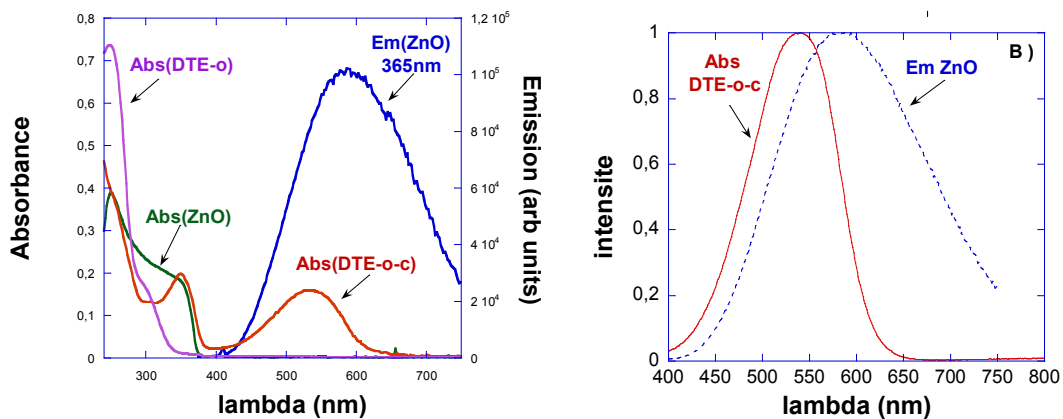 0,8
0,7
0,6
0,5
0,4
0,3
0,2
0,1
0
Absorbance
300 400 500 600 700
lambda (nm)
1,2 10⁵
1 10⁵
8 10⁴
6 10⁴
4 10⁴
2 10⁴
0 10⁰
Emission (arb units)
Abs(DTE-o)
Em(ZnO)
365nm
Abs(ZnO)
Abs(DTE-o-c)
1
0,8
0,6
0,4
0,2
0
intensite
400 450 500 550 600 650 700 750 800
lambda (nm)
B )
Abs
DTE-o-c
Em ZnO